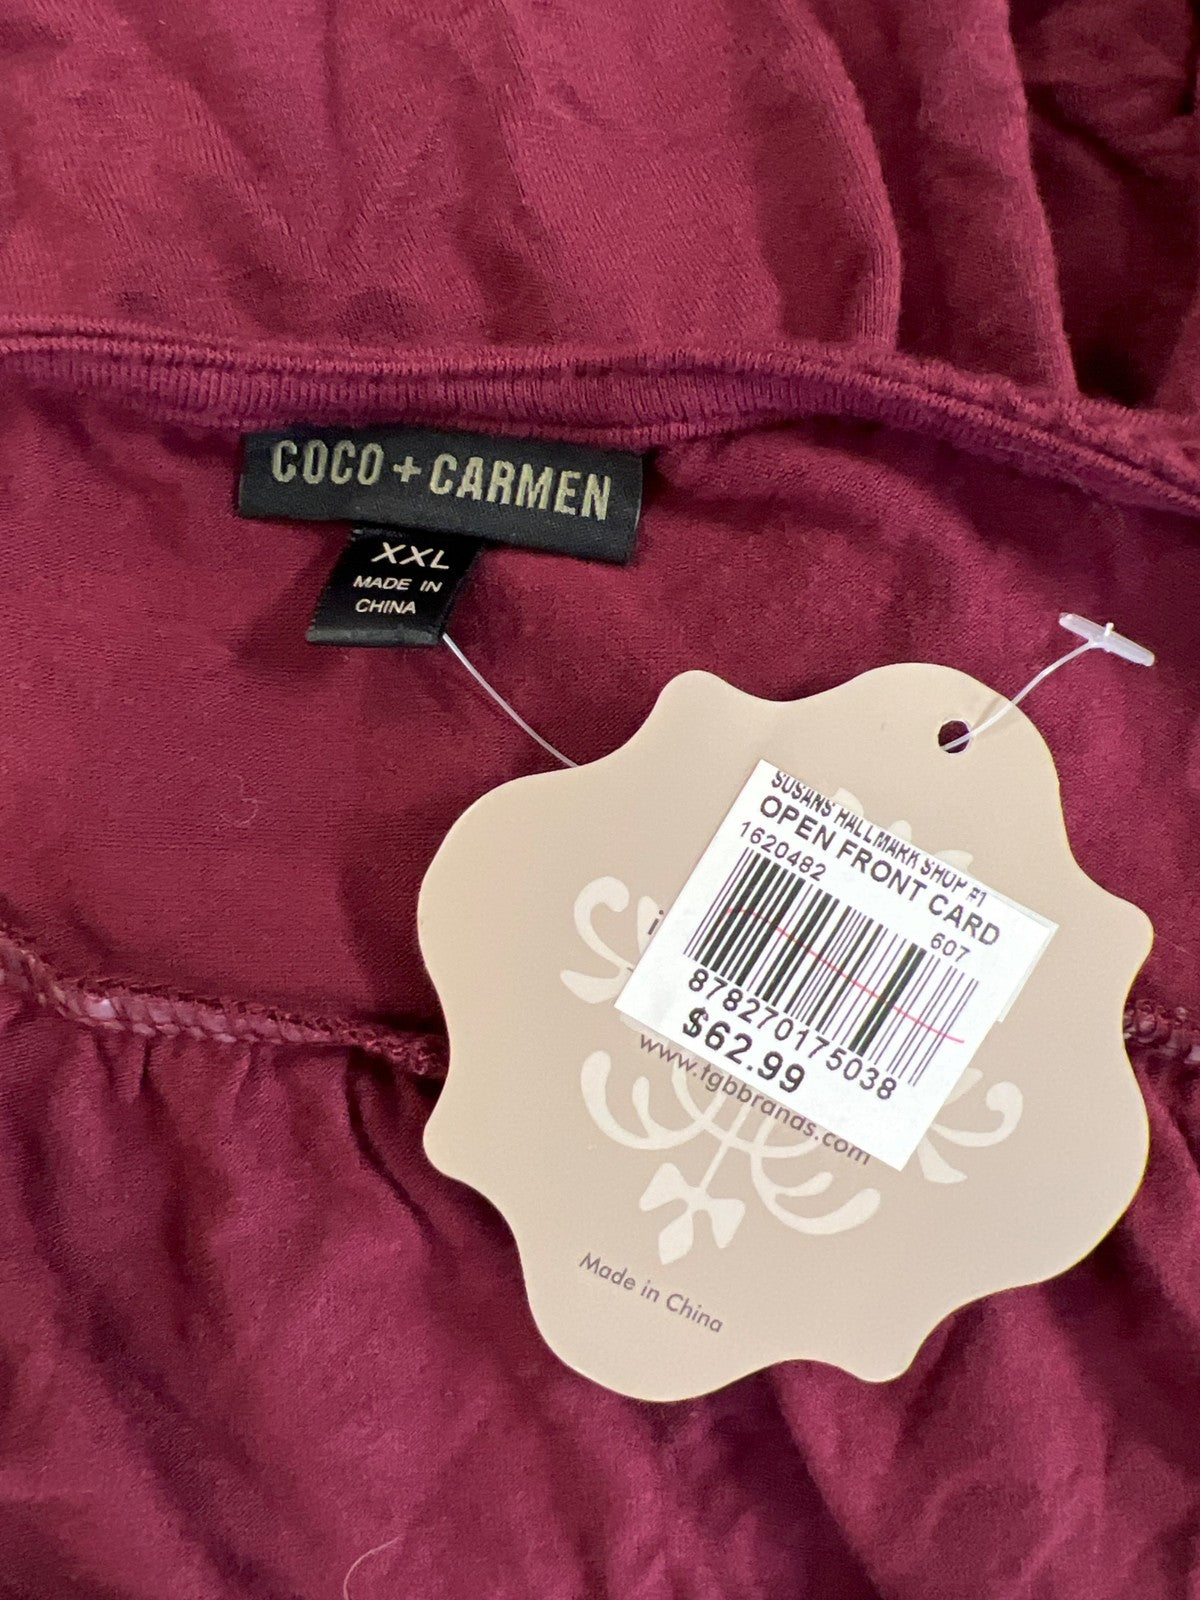 COCO + CARMEN
XXL
MADE IN
CHINA
SUSANS HALLMARK SHOP #1
OPEN FRONT CARD
1620482
607
878270175038
$62.99
www.tgbbrands.com
Made in China